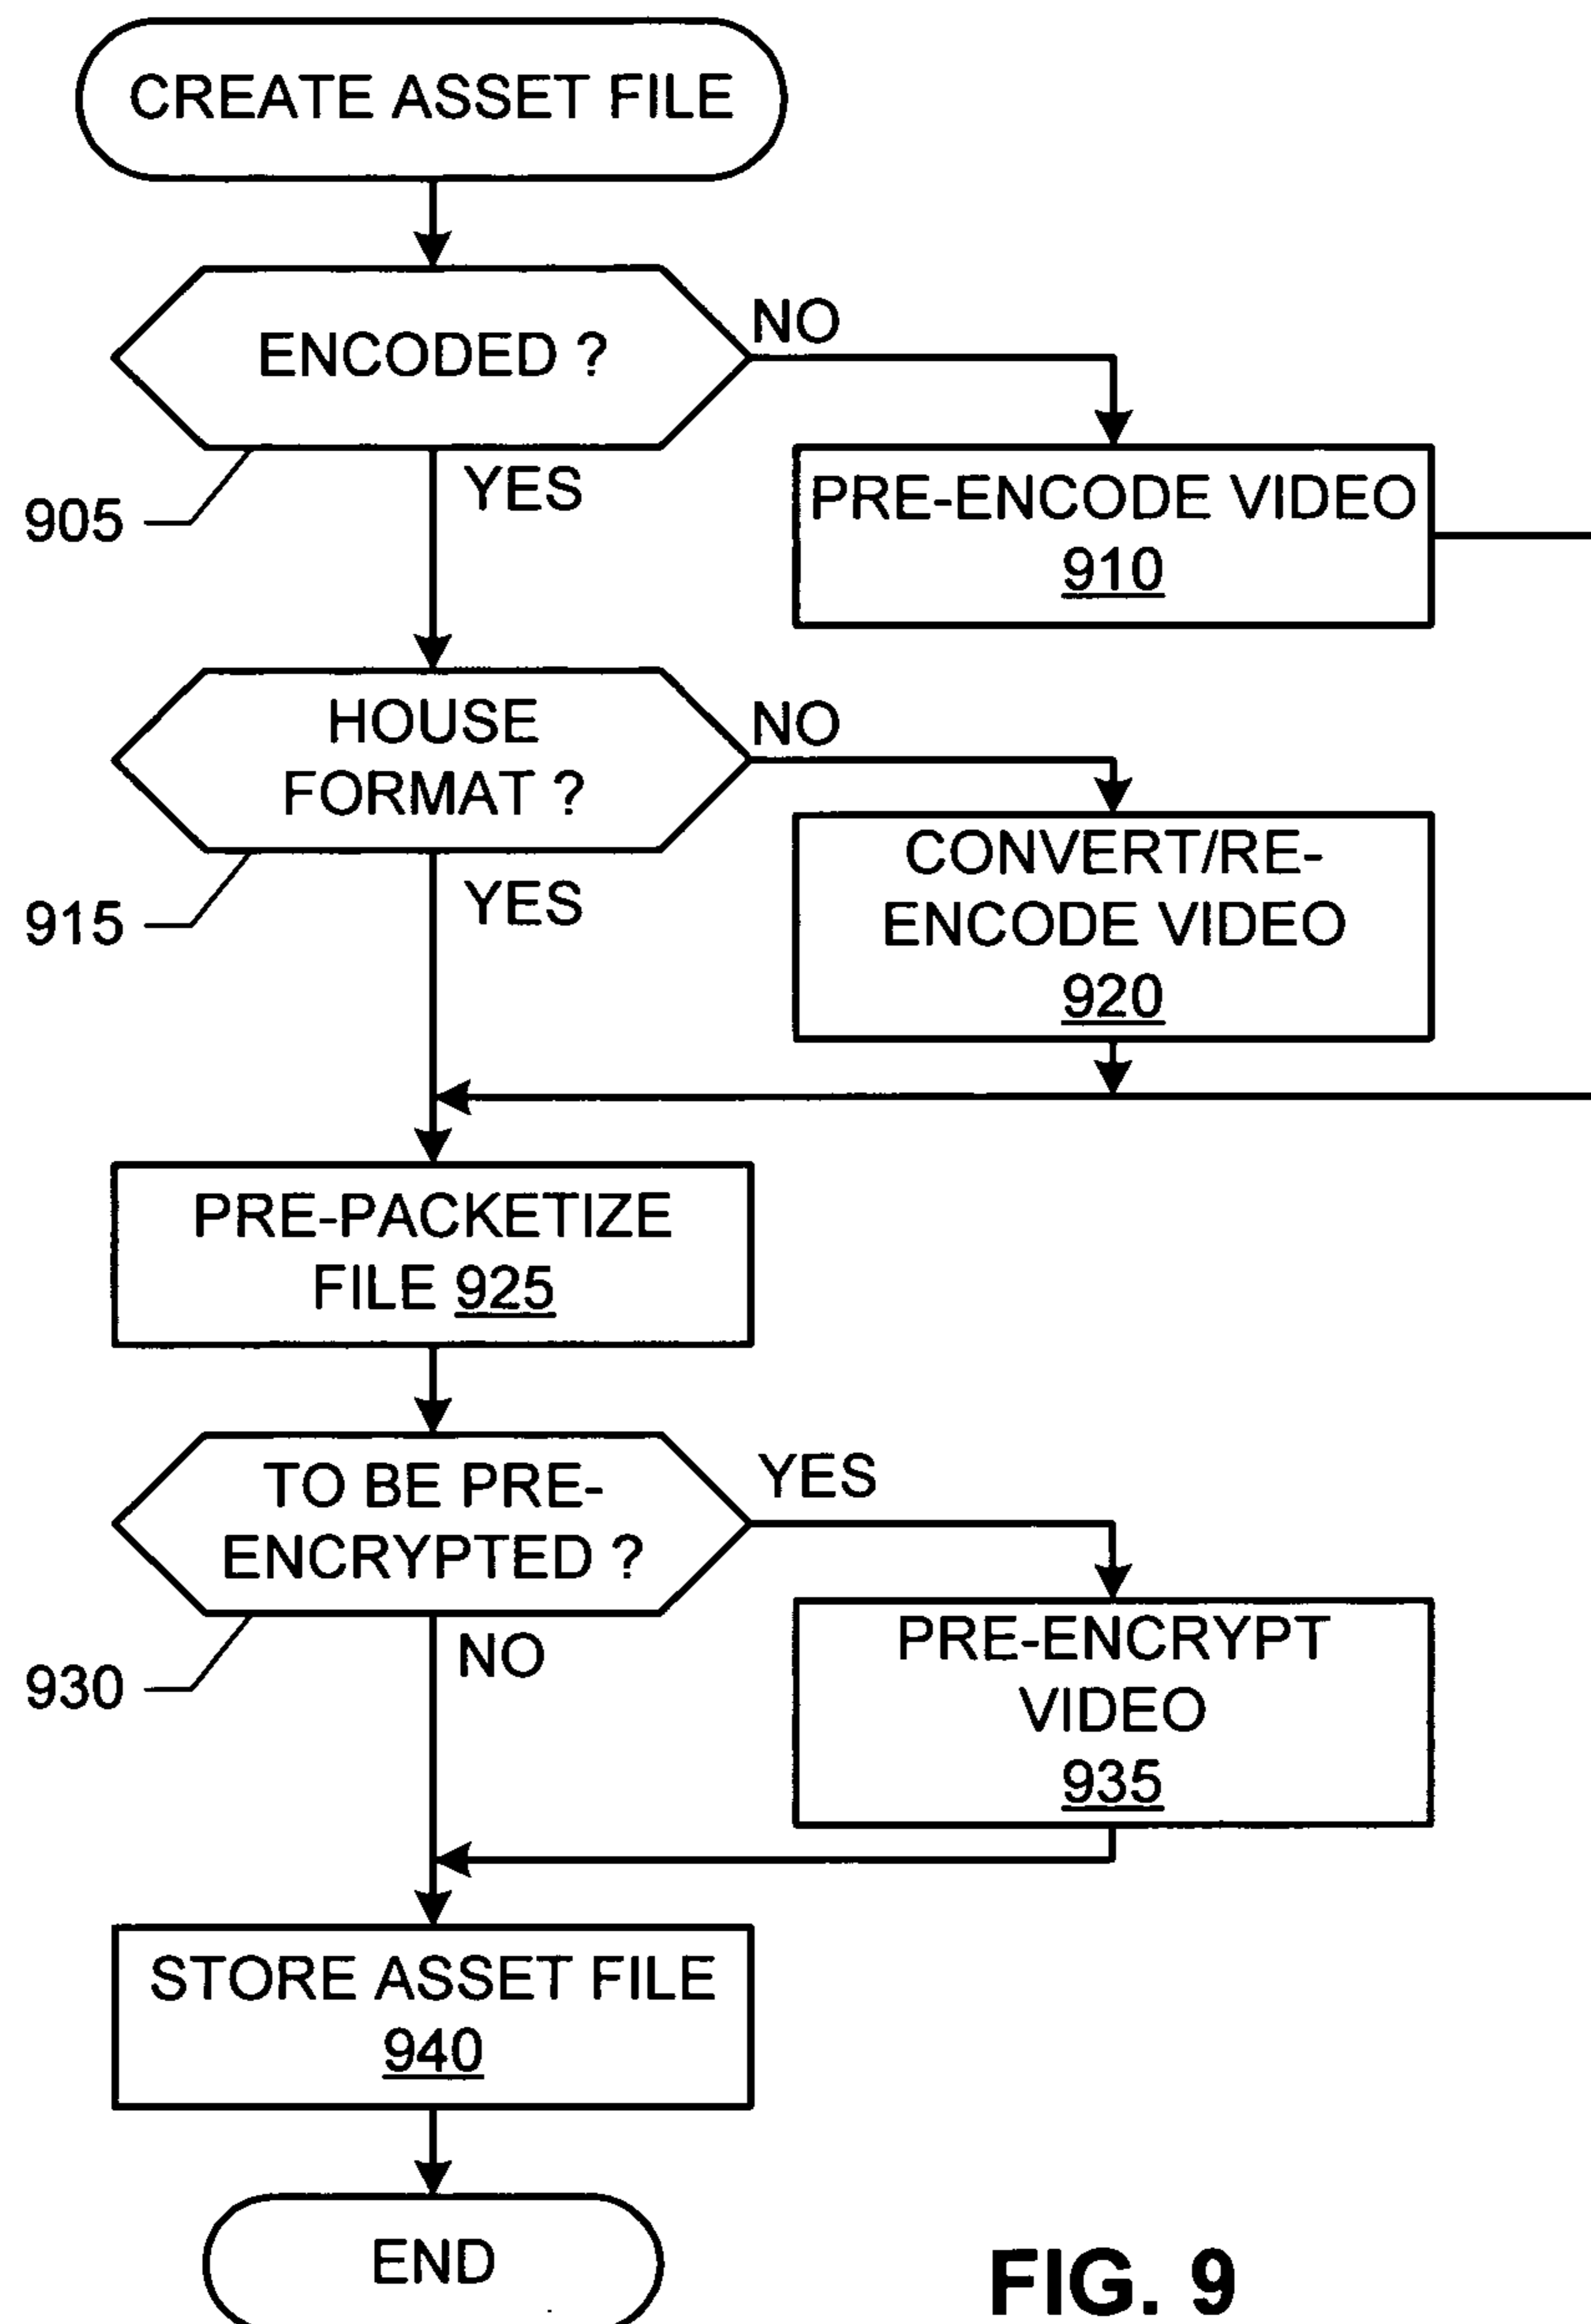 CREATE ASSET FILE
ENCODED ?
NO
YES
905
PRE-ENCODE VIDEO
910
HOUSE
FORMAT ?
NO
YES
915
CONVERT/RE-
ENCODE VIDEO
920
PRE-PACKETIZE
FILE 925
TO BE PRE-
ENCRYPTED ?
YES
NO
930
PRE-ENCRYPT
VIDEO
935
STORE ASSET FILE
940
END
FIG. 9